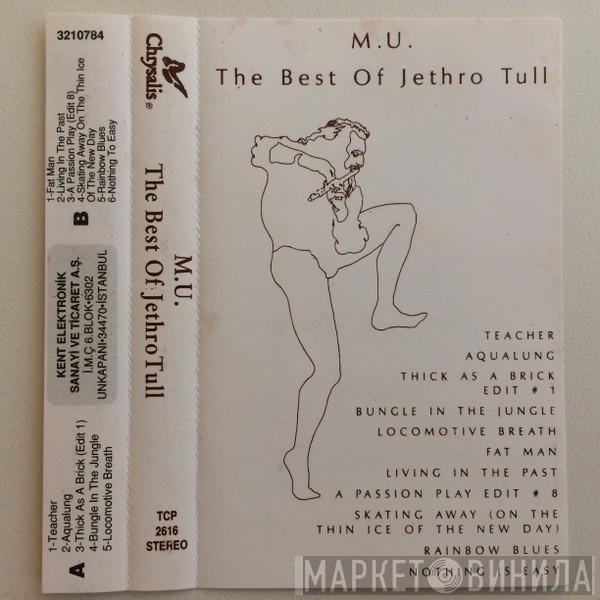 3210784
Chrysalis®
M.U.
The Best Of Jethro Tull
TEACHER
AQUALUNG
THICK AS A BRICK
EDIT # 1
BUNGLE IN THE JUNGLE
LOCOMOTIVE BREATH
FAT MAN
LIVING IN THE PAST
A PASSION PLAY EDIT # 8
SKATING AWAY (ON THE
THIN ICE OF THE NEW DAY)
RAINBOW BLUES
NOTHING IS EASY
M.U.
The Best Of Jethro Tull
TCP
2616
STEREO
B
1-Fat Man
2-Living In The Past
3-A Passion Play (Edit 8)
4-Skating Away On The Thin Ice
Of The New Day
5-Rainbow Blues
6-Nothing To Easy
KENT ELEKTRONİK
SANAYİ VE TİCARET A.Ş.
İ.M.Ç 6.BLOK•6302
UNKAPANI•34470•İSTANBUL
A
1-Teacher
2-Aqualung
3-Thick As A Brick (Edit 1)
4-Bungle In The Jungle
5-Locomotive Breath
МАРКЕТ ВИНИЛА